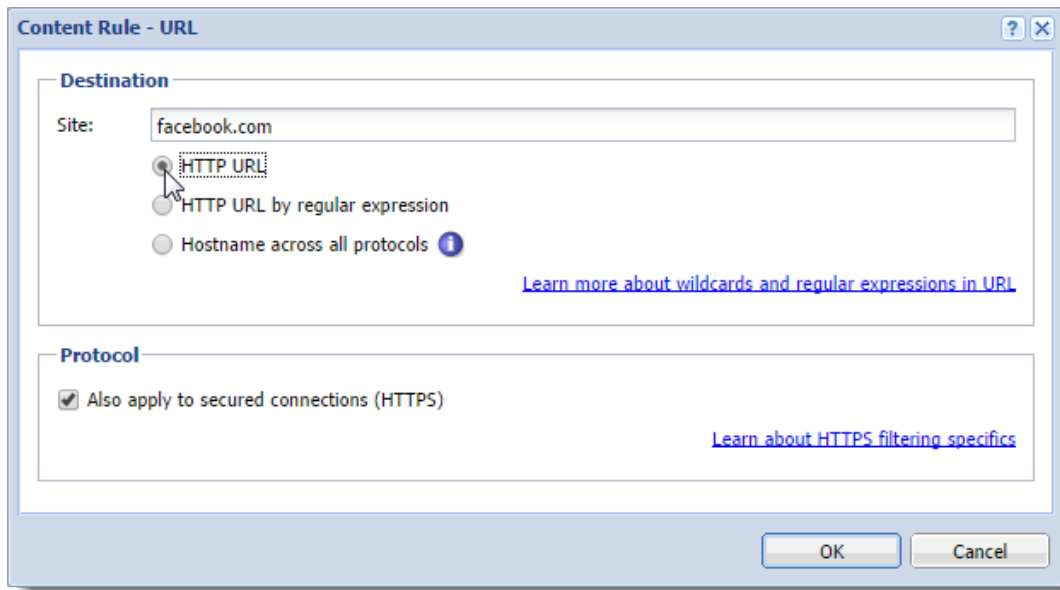 Content Rule - URL
Destination
Site: facebook.com
HTTP URL
HTTP URL by regular expression
Hostname across all protocols
Learn more about wildcards and regular expressions in URL
Protocol
Also apply to secured connections (HTTPS)
Learn about HTTPS filtering specifics
OK Cancel